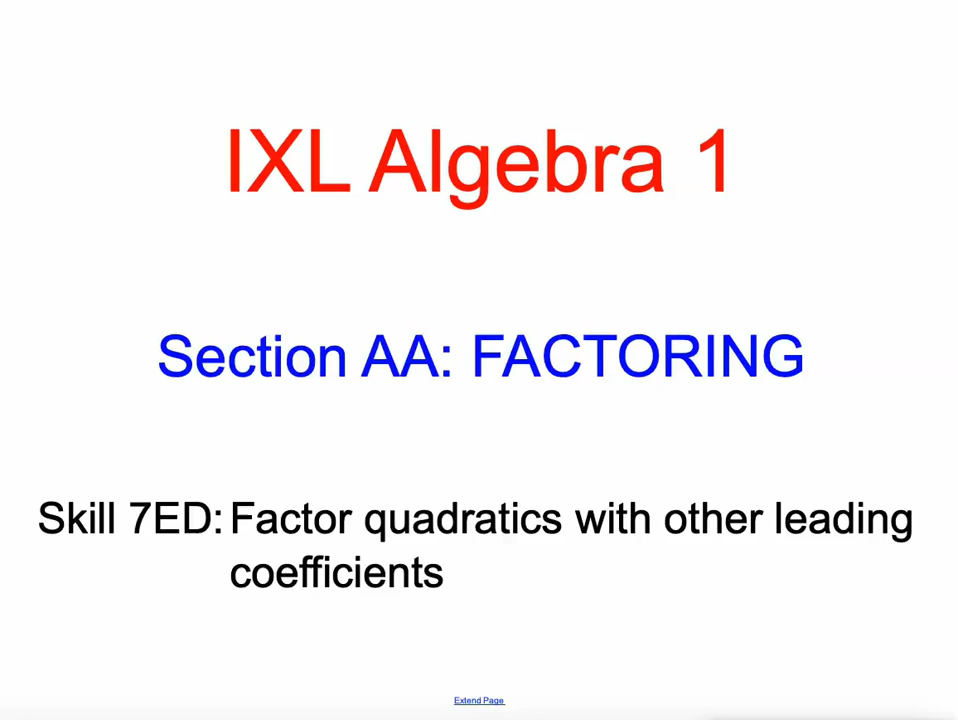 IXL Algebra 1
Section AA: FACTORING
Skill 7ED: Factor quadratics with other leading
coefficients
Extend Page